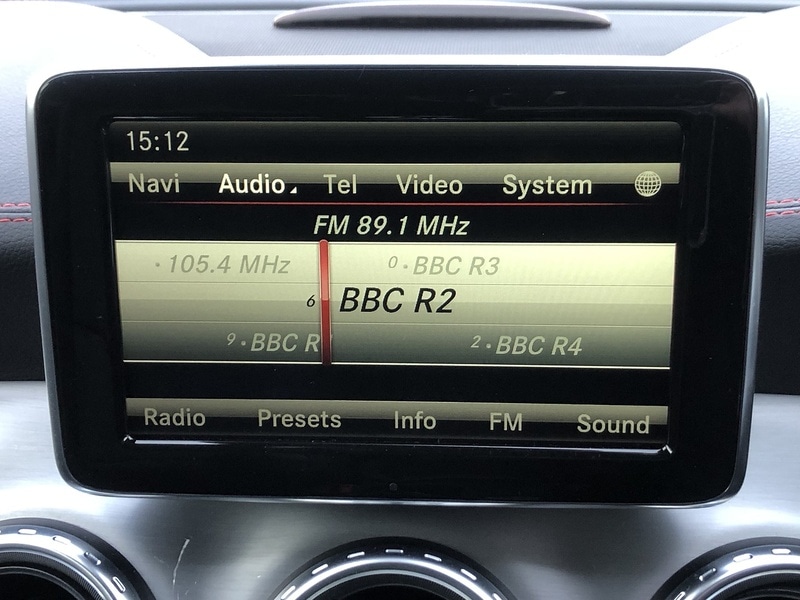 15:12
Navi Audio Tel Video System
FM 89.1 MHz
· 105.4 MHz 0 · BBC R3
6 BBC R2
9 · BBC R 2 · BBC R4
Radio Presets Info FM Sound